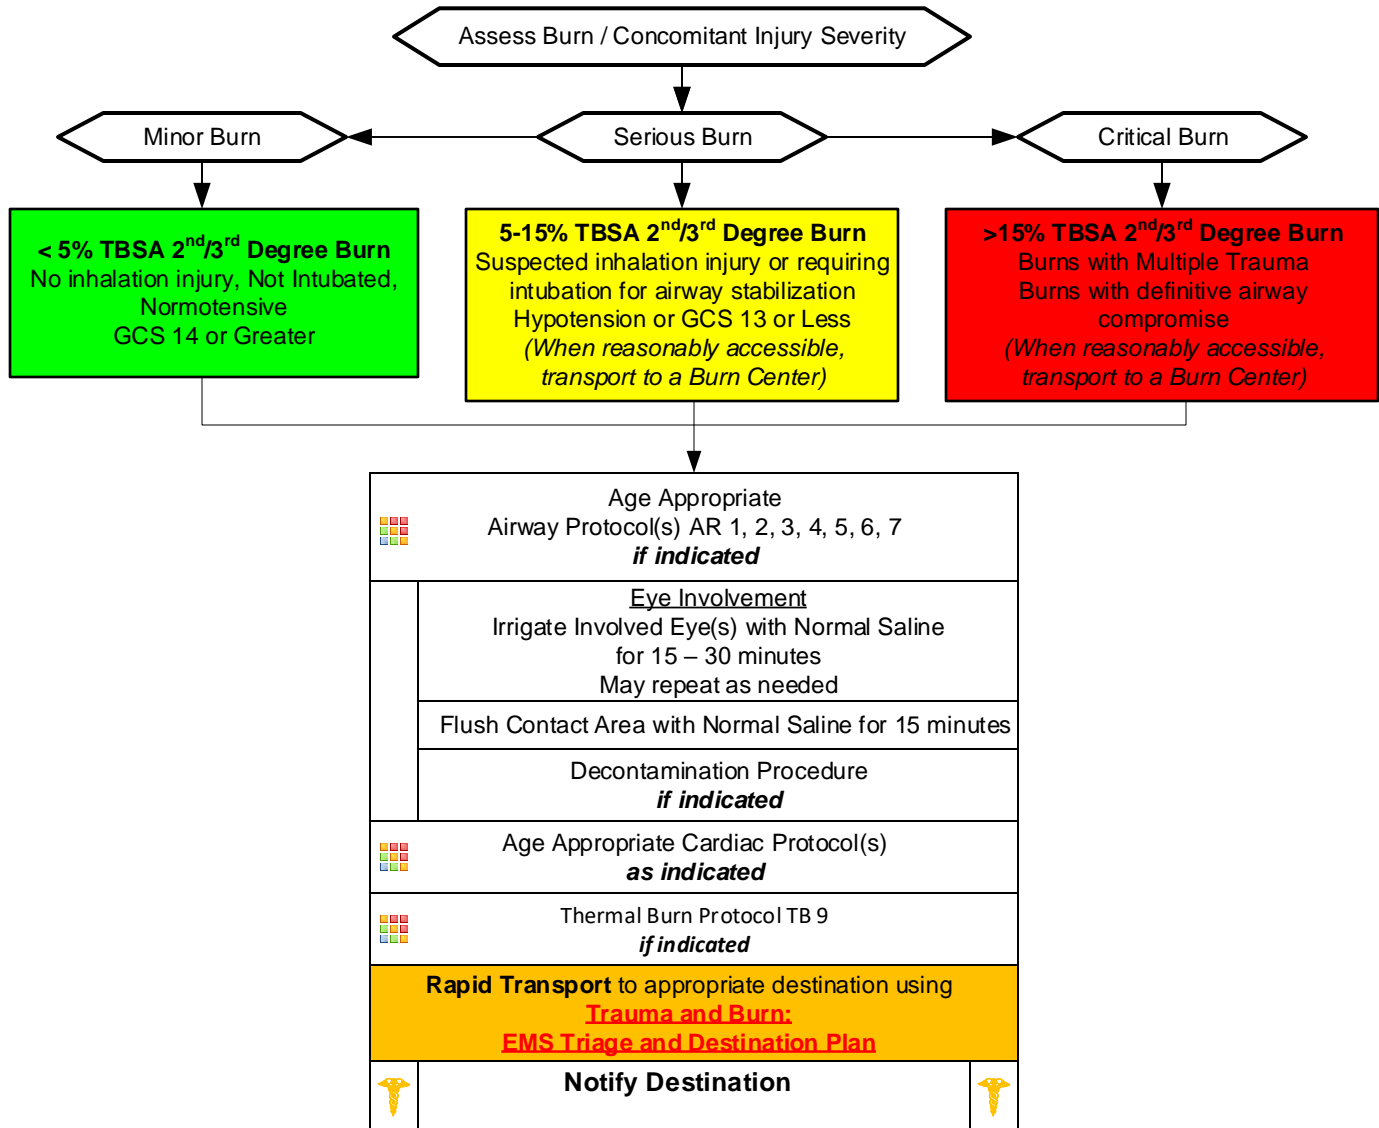 Assess Burn / Concomitant Injury Severity
Minor Burn
Serious Burn
Critical Burn
< 5% TBSA 2nd/3rd Degree Burn
No inhalation injury, Not Intubated,
Normotensive
GCS 14 or Greater
5-15% TBSA 2nd/3rd Degree Burn
Suspected inhalation injury or requiring
intubation for airway stabilization
Hypotension or GCS 13 or Less
(When reasonably accessible,
transport to a Burn Center)
>15% TBSA 2nd/3rd Degree Burn
Burns with Multiple Trauma
Burns with definitive airway
compromise
(When reasonably accessible,
transport to a Burn Center)
Age Appropriate
Airway Protocol(s) AR 1, 2, 3, 4, 5, 6, 7
if indicated
Eye Involvement
Irrigate Involved Eye(s) with Normal Saline
for 15 – 30 minutes
May repeat as needed
Flush Contact Area with Normal Saline for 15 minutes
Decontamination Procedure
if indicated
Age Appropriate Cardiac Protocol(s)
as indicated
Thermal Burn Protocol TB 9
if indicated
Rapid Transport to appropriate destination using
Trauma and Burn:
EMS Triage and Destination Plan
Notify Destination